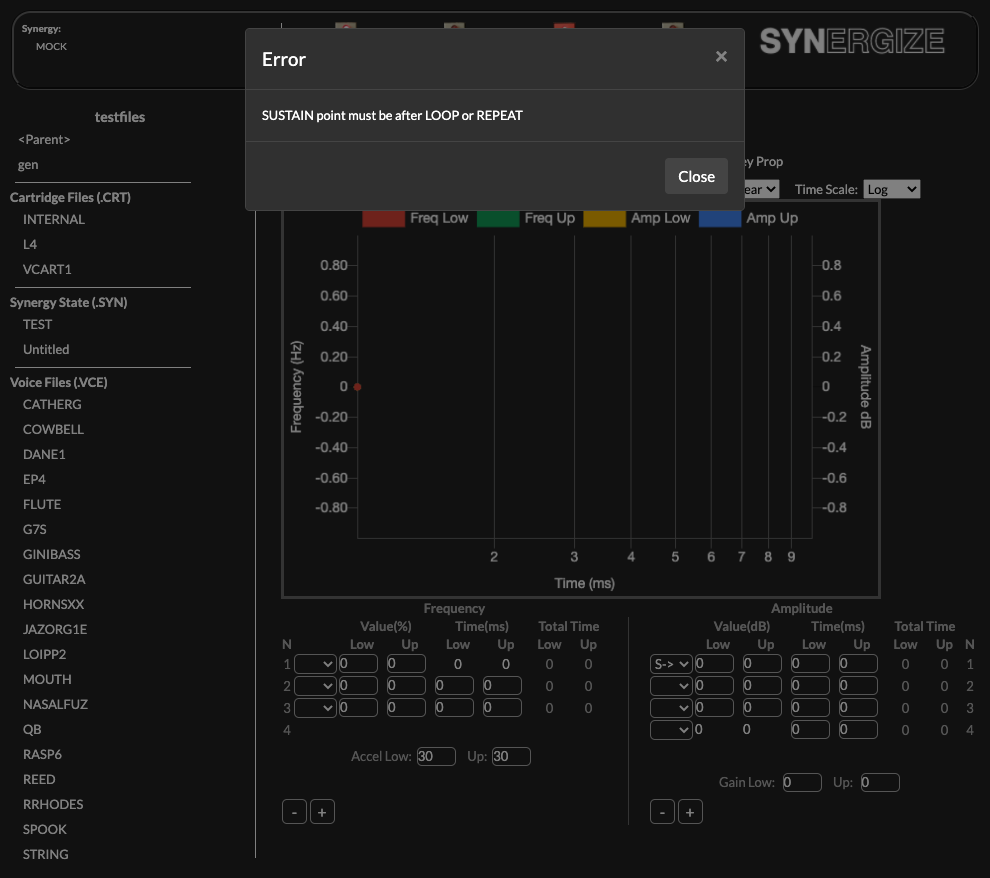 Synergy:
MOCK
SYNERGIZE
Error
×
SUSTAIN point must be after LOOP or REPEAT
Close
testfiles
<Parent>
gen
Cartridge Files (.CRT)
INTERNAL
L4
VCART1
Synergy State (.SYN)
TEST
Untitled
Voice Files (.VCE)
CATHERG
COWBELL
DANE1
EP4
FLUTE
G7S
GINIBASS
GUITAR2A
HORNSXX
JAZORG1E
LOIPP2
MOUTH
NASALFUZ
QB
RASP6
REED
RRHODES
SPOOK
STRING
ey Prop
ear Time Scale: Log
Freq Low Freq Up Amp Low Amp Up
0.80 0.8
0.60 0.6
0.40 0.4
0.20 0.2
0 0
-0.20 -0.2
-0.40 -0.4
-0.60 -0.6
-0.80 -0.8
Frequency (Hz)
Amplitude dB
2 3 4 5 6 7 8 9
Time (ms)
Frequency
Value(%) Time(ms) Total Time
N Low Up Low Up Low Up
1 0 0 0 0 0 0
2 0 0 0 0 0 0
3 0 0 0 0 0 0
4
Accel Low: 30 Up: 30
- +
Amplitude
Value(dB) Time(ms) Total Time
Low Up Low Up Low Up N
S-> 0 0 0 0 0 0 1
0 0 0 0 0 0 2
0 0 0 0 0 0 3
0 0 0 0 0 0 4
Gain Low: 0 Up: 0
- +